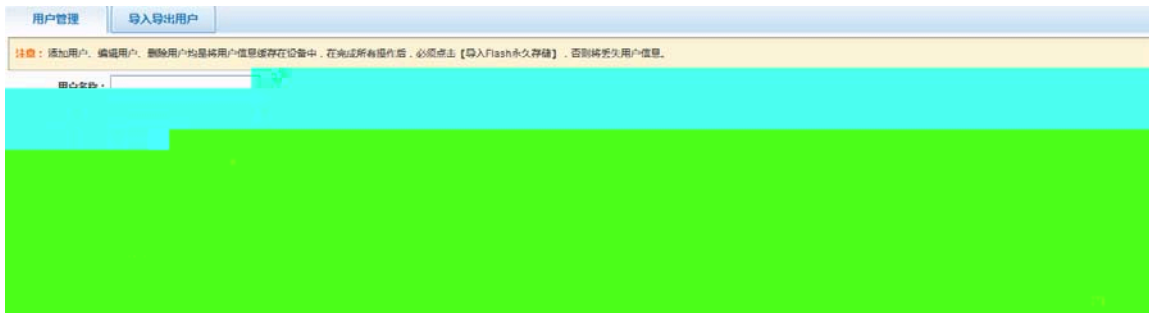 用户管理 导入导出用户
注意：添加用户、编辑用户、删除用户均是将用户信息缓存在设备中，在完成所有操作后，必须点击【导入Flash永久存储】，否则将丢失用户信息。
用户名称：